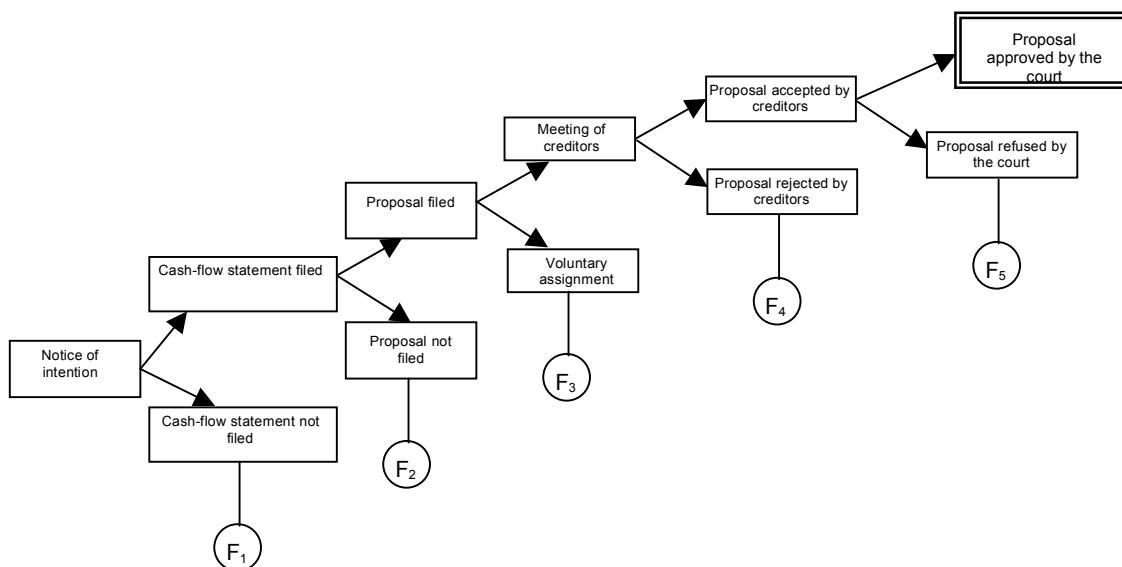 Proposal
approved by the
court
Proposal accepted by
creditors
Meeting of
creditors
Proposal refused by
the court
Proposal rejected by
creditors
Proposal filed
Voluntary
assignment
F5
Cash-flow statement filed
F4
Notice of
intention
Proposal not
filed
F3
Cash-flow statement not
filed
F2
F1